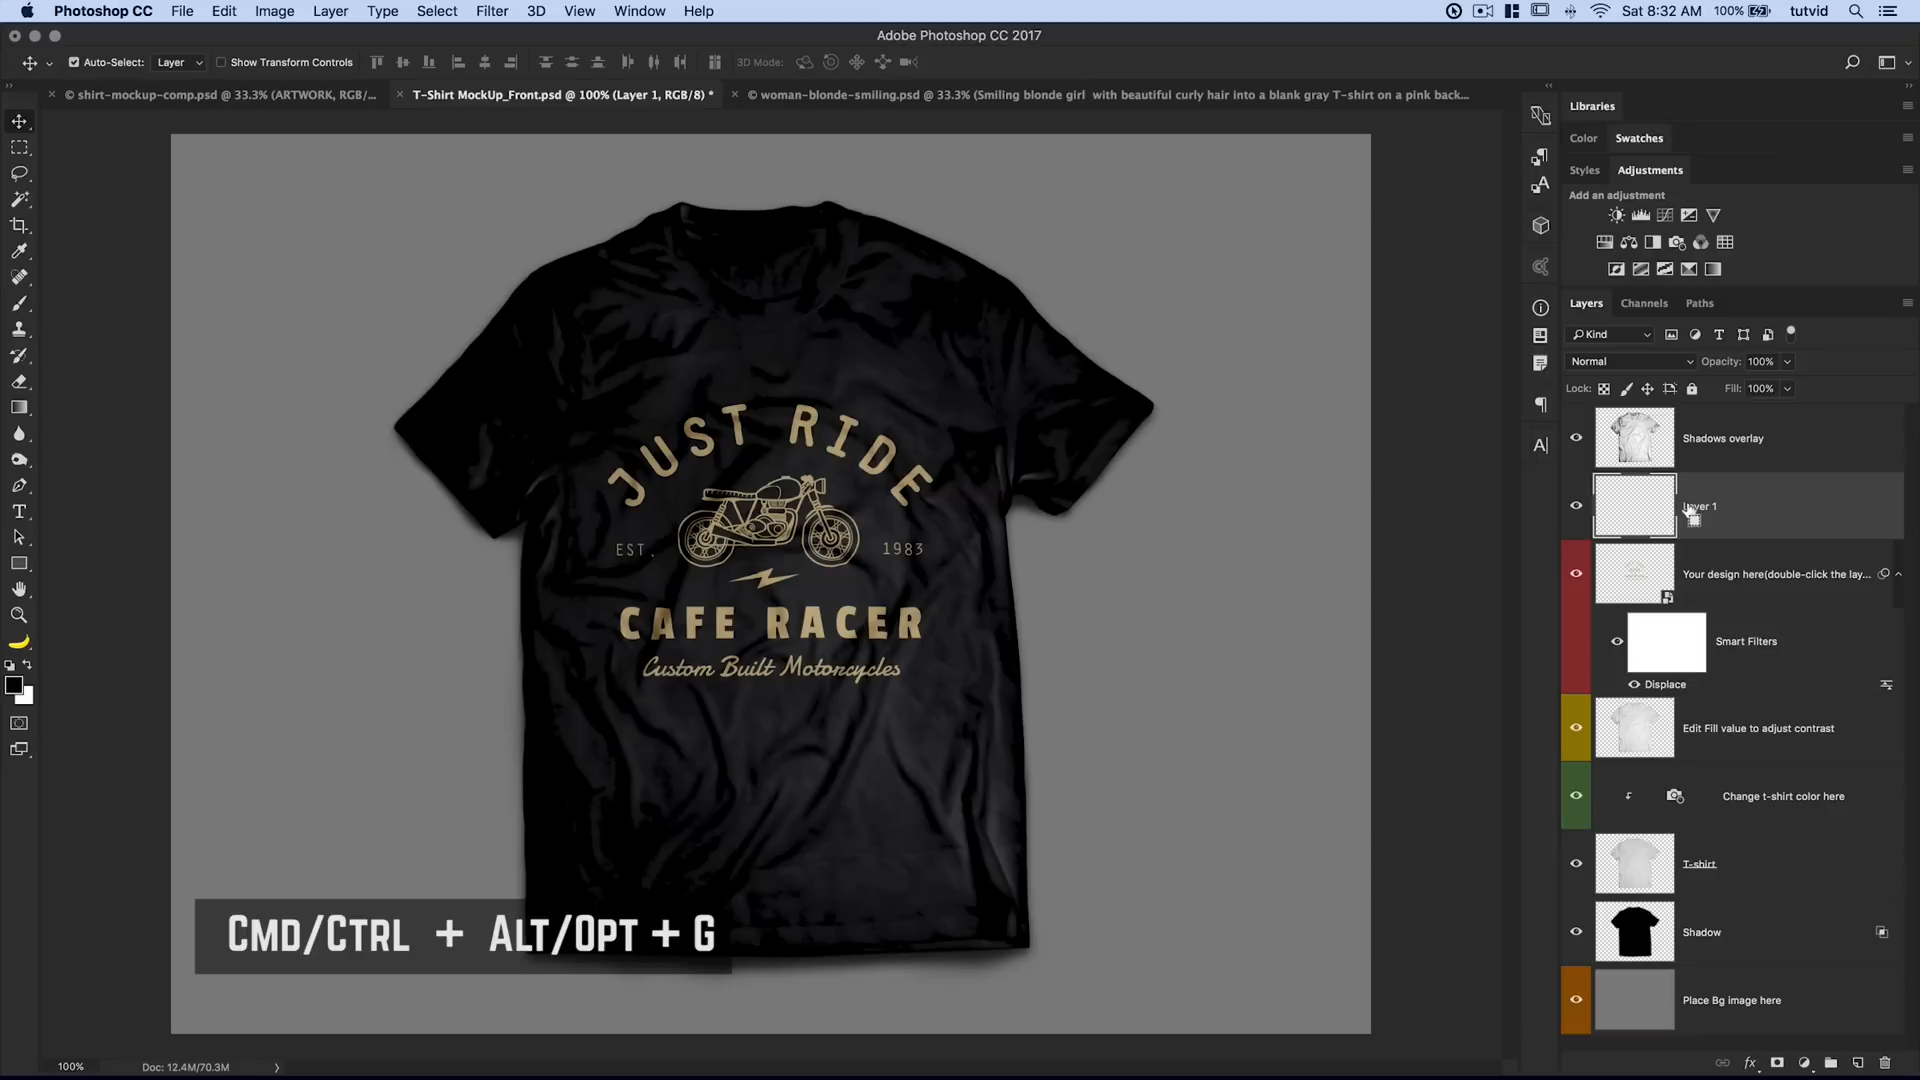 Photoshop CC File Edit Image Layer Type Select Filter 3D View Window Help Sat 8:32 AM 100% tutvid
Adobe Photoshop CC 2017
Auto-Select: Layer Show Transform Controls 3D Mode:
© shirt-mockup-comp.psd @ 33.3% (ARTWORK, RGB/... T-Shirt MockUp_Front.psd @ 100% (Layer 1, RGB/8) * © woman-blonde-smiling.psd @ 33.3% (Smiling blonde girl with beautiful curly hair into a blank gray T-shirt on a pink back...
Libraries
Color Swatches
Styles Adjustments
Add an adjustment
Layers Channels Paths
Kind
Normal Opacity: 100%
Lock: Fill: 100%
Shadows overlay
Layer 1
Your design here(double-click the lay...
Smart Filters
Displace
Edit Fill value to adjust contrast
Change t-shirt color here
T-shirt
Shadow
Place Bg image here
JUST RIDE
EST. 1983
CAFE RACER
Custom Built Motorcycles
CMD/CTRL + ALT/OPT + G
100% Doc: 12.4M/70.3M